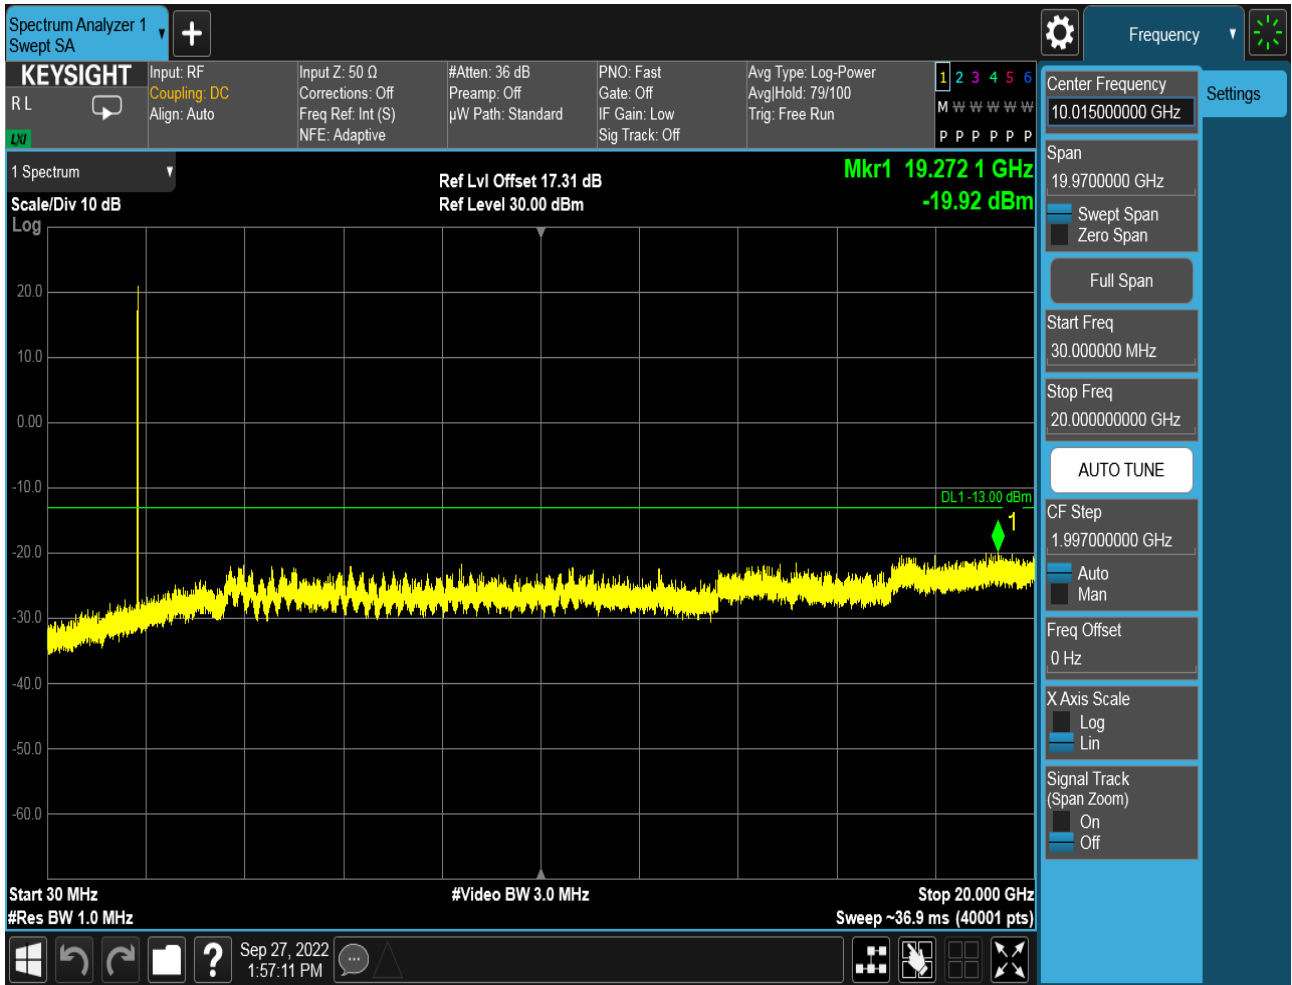 Spectrum Analyzer 1
Swept SA
Frequency
KEYSIGHT
R L
LXI
Input: RF
Coupling: DC
Align: Auto
Input Z: 50 Ω
Corrections: Off
Freq Ref: Int (S)
NFE: Adaptive
#Atten: 36 dB
Preamp: Off
µW Path: Standard
PNO: Fast
Gate: Off
IF Gain: Low
Sig Track: Off
Avg Type: Log-Power
Avg|Hold: 79/100
Trig: Free Run
1 2 3 4 5 6
M W W W W W
P P P P P P
1 Spectrum
Scale/Div 10 dB
Log
Ref Lvl Offset 17.31 dB
Ref Level 30.00 dBm
Mkr1 19.272 1 GHz
-19.92 dBm
20.0
10.0
0.00
-10.0
-20.0
-30.0
-40.0
-50.0
-60.0
DL1 -13.00 dBm
1
Start 30 MHz
#Res BW 1.0 MHz
#Video BW 3.0 MHz
Stop 20.000 GHz
Sweep ~36.9 ms (40001 pts)
Center Frequency
10.015000000 GHz
Settings
Span
19.9700000 GHz
Swept Span
Zero Span
Full Span
Start Freq
30.000000 MHz
Stop Freq
20.000000000 GHz
AUTO TUNE
CF Step
1.997000000 GHz
Auto
Man
Freq Offset
0 Hz
X Axis Scale
Log
Lin
Signal Track
(Span Zoom)
On
Off
?
Sep 27, 2022
1:57:11 PM